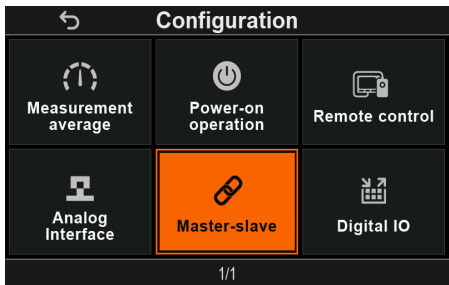 Configuration
Measurement
average
Power-on
operation
Remote control
Analog
Interface
Master-slave
Digital IO
1/1